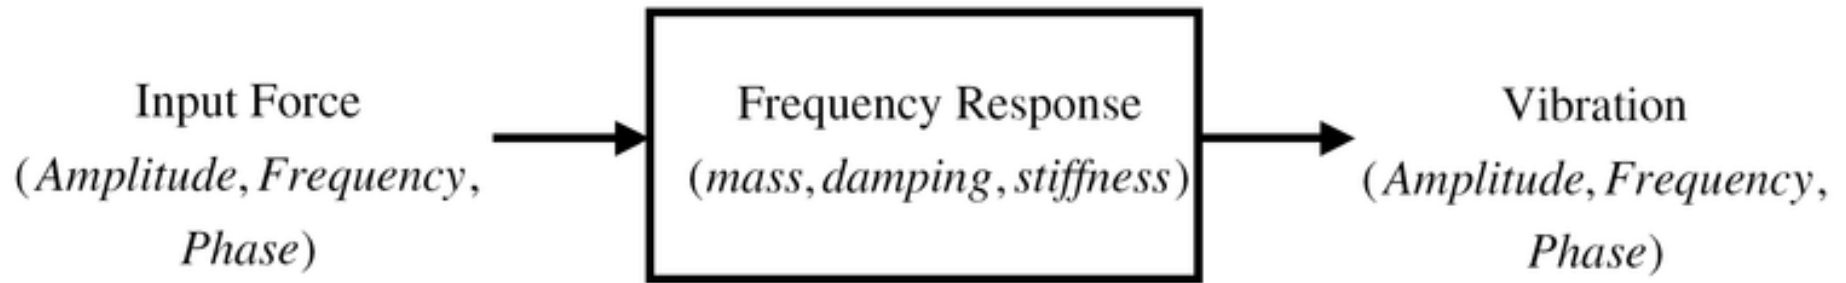 Input Force
(Amplitude, Frequency,
Phase)
Frequency Response
(mass, damping, stiffness)
Vibration
(Amplitude, Frequency,
Phase)